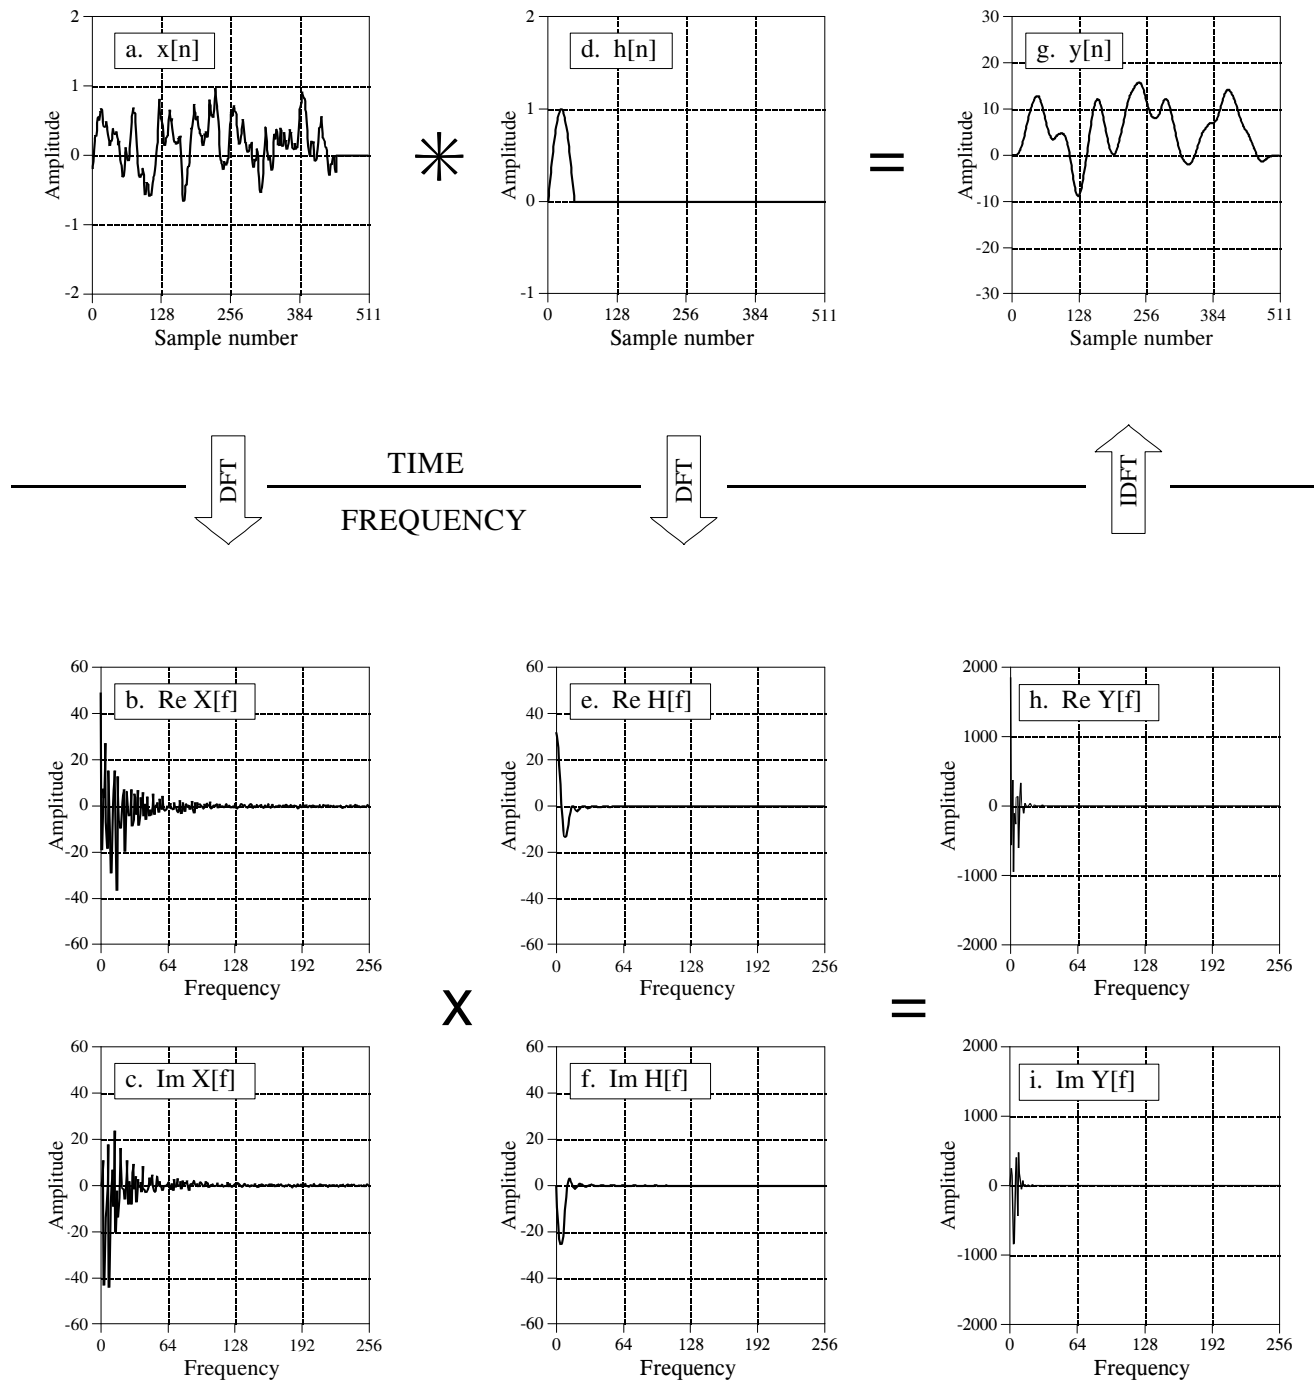 a. x[n]
Amplitude
2
1
0
-1
-2
0 128 256 384 511
Sample number
d. h[n]
2
1
0
-1
0 128 256 384 511
Sample number
=
g. y[n]
Amplitude
30
20
10
0
-10
-20
-30
0 128 256 384 511
Sample number
DFT
TIME
FREQUENCY
DFT
IDFT
b. Re X[f]
Amplitude
60
40
20
0
-20
-40
-60
0 64 128 192 256
Frequency
e. Re H[f]
Amplitude
60
40
20
0
-20
-40
-60
0 64 128 192 256
Frequency
h. Re Y[f]
Amplitude
2000
1000
0
-1000
-2000
0 64 128 192 256
Frequency
X
=
c. Im X[f]
Amplitude
60
40
20
0
-20
-40
-60
0 64 128 192 256
Frequency
f. Im H[f]
Amplitude
60
40
20
0
-20
-40
-60
0 64 128 192 256
Frequency
i. Im Y[f]
Amplitude
2000
1000
0
-1000
-2000
0 64 128 192 256
Frequency